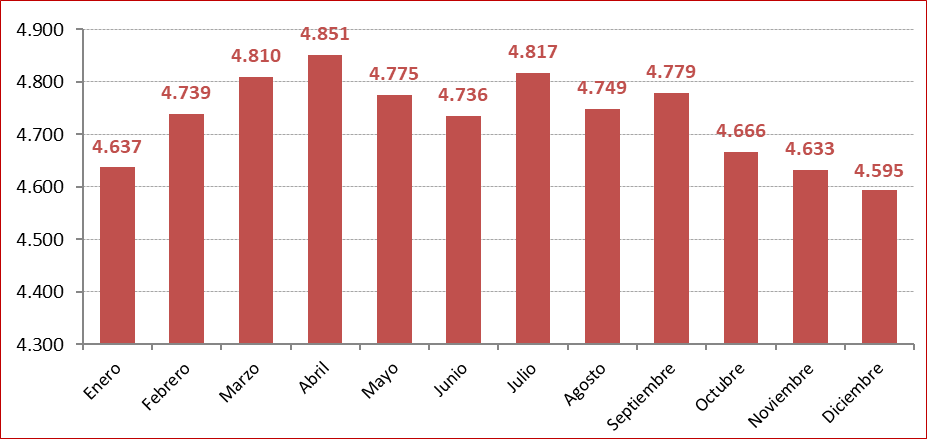 4.900
4.800
4.700
4.600
4.500
4.400
4.300
4.637
4.739
4.810
4.851
4.775
4.736
4.817
4.749
4.779
4.666
4.633
4.595
Enero
Febrero
Marzo
Abril
Mayo
Junio
Julio
Agosto
Septiembre
Octubre
Noviembre
Diciembre